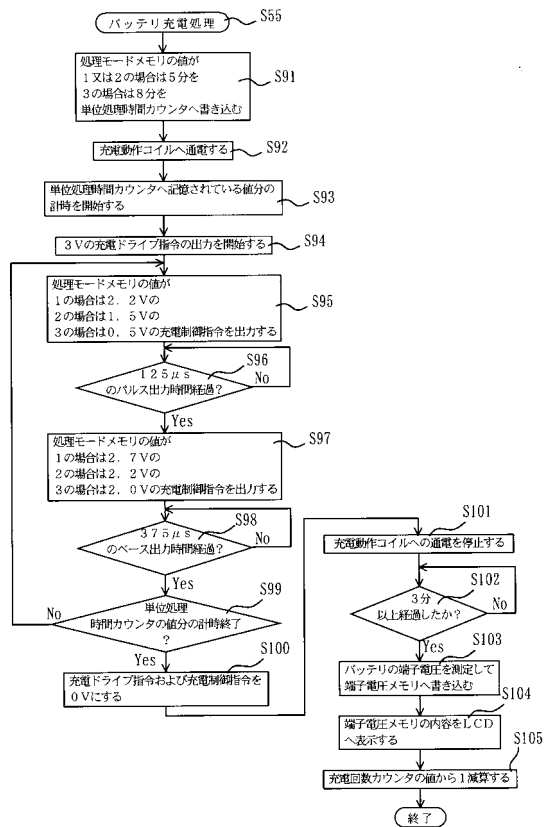 バッテリ充電処理
S55
処理モードメモリの値が
1又は2の場合は5分を
3の場合は8分を
単位処理時間カウンタへ書き込む
S91
充電動作コイルへ通電する
S92
単位処理時間カウンタへ記憶されている値分の
計時を開始する
S93
3Vの充電ドライブ指令の出力を開始する
S94
処理モードメモリの値が
1の場合は2.2Vの
2の場合は1.5Vの
3の場合は0.5Vの充電制御指令を出力する
S95
125μs
のパルス出力時間経過?
S96
No
Yes
処理モードメモリの値が
1の場合は2.7Vの
2の場合は2.2Vの
3の場合は2.0Vの充電制御指令を出力する
S97
375μs
のベース出力時間経過?
S98
No
Yes
単位処理
時間カウンタの値分の計時終了
?
S99
No
Yes
充電ドライブ指令および充電制御指令を
0Vにする
S100
充電動作コイルへの通電を停止する
S101
3分
以上経過したか?
S102
No
Yes
バッテリの端子電圧を測定して
端子電圧メモリへ書き込む
S103
端子電圧メモリの内容をLCD
へ表示する
S104
充電回数カウンタの値から1減算する
S105
終了